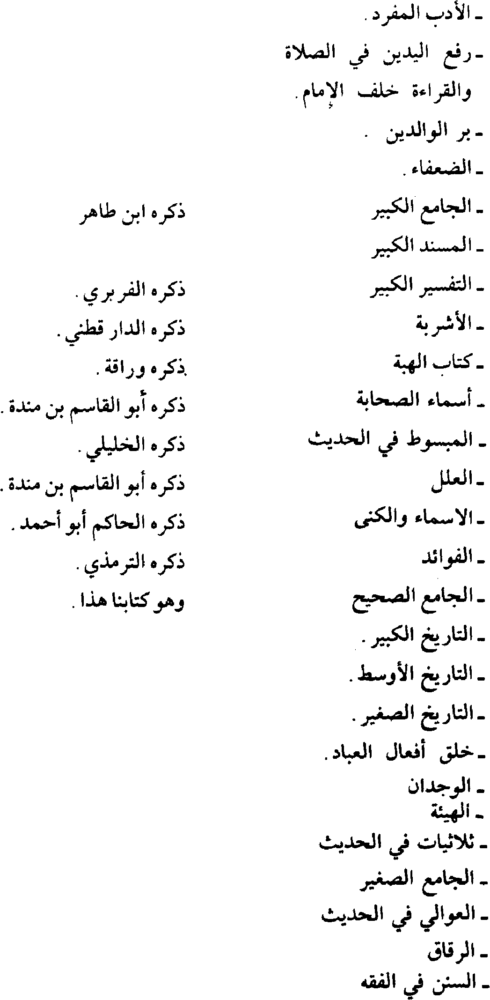 - الأدب المفرد .
- رفع اليدين في الصلاة
والقراءة خلف الإمام .
- بر الوالدين .
- الضعفاء .
- الجامع الكبير ذكره ابن طاهر
- المسند الكبير
- التفسير الكبير ذكره الفربري .
- الأشربة ذكره الدار قطني .
- كتاب الهبة ذكره وراقة .
- أسماء الصحابة ذكره أبو القاسم بن مندة .
- المبسوط في الحديث ذكره الخليلي .
- العلل ذكره أبو القاسم بن مندة .
- الاسماء والكنى ذكره الحاكم أبو أحمد .
- الفوائد ذكره الترمذي .
- الجامع الصحيح وهو كتابنا هذا .
- التاريخ الكبير .
- التاريخ الأوسط .
- التاريخ الصغير .
- خلق أفعال العباد .
- الوجدان
- الهيئة
- ثلاثيات في الحديث
- الجامع الصغير
- العوالي في الحديث
- الرقاق
- السنن في الفقه